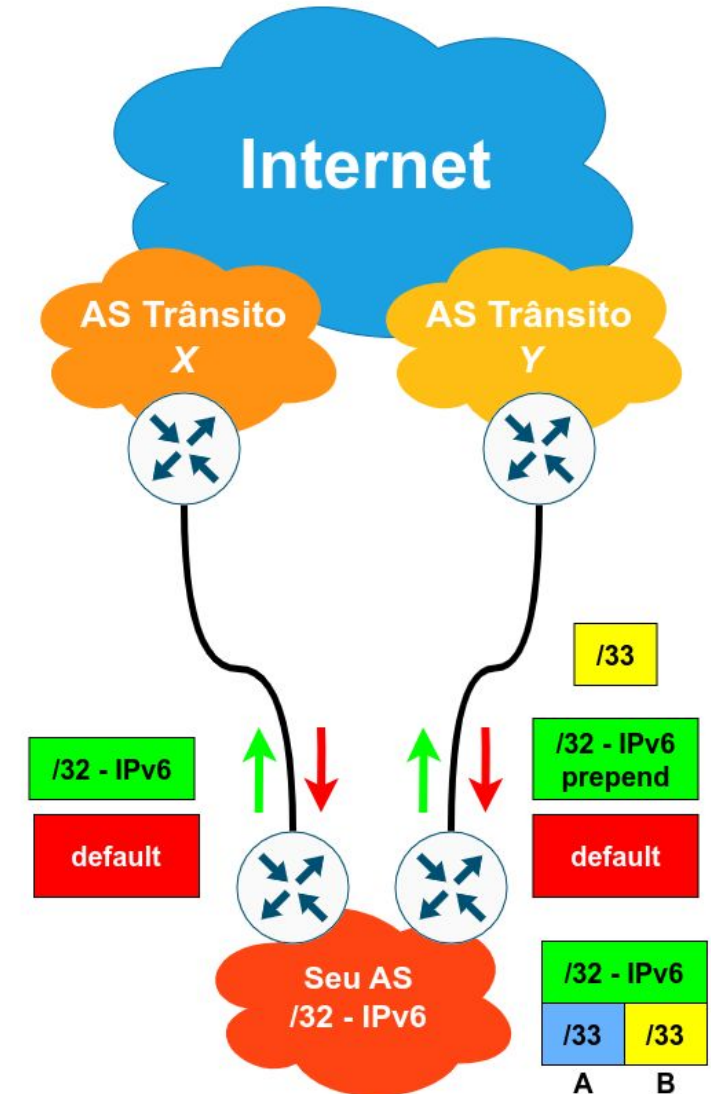 Internet
AS Trânsito
X
AS Trânsito
Y
/33
/32 - IPv6
/32 - IPv6
prepend
default
default
Seu AS
/32 - IPv6
/32 - IPv6
/33
/33
A
B